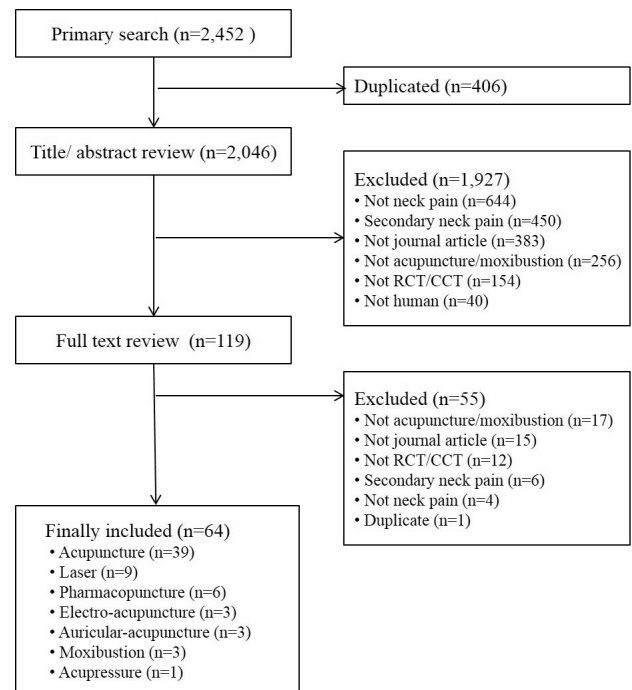 Primary search (n=2,452 )
Duplicated (n=406)
Title/ abstract review (n=2,046)
Excluded (n=1,927)
• Not neck pain (n=644)
• Secondary neck pain (n=450)
• Not journal article (n=383)
• Not acupuncture/moxibustion (n=256)
• Not RCT/CCT (n=154)
• Not human (n=40)
Full text review (n=119)
Excluded (n=55)
• Not acupuncture/moxibustion (n=17)
• Not journal article (n=15)
• Not RCT/CCT (n=12)
• Secondary neck pain (n=6)
• Not neck pain (n=4)
• Duplicate (n=1)
Finally included (n=64)
• Acupuncture (n=39)
• Laser (n=9)
• Pharmacopuncture (n=6)
• Electro-acupuncture (n=3)
• Auricular-acupuncture (n=3)
• Moxibustion (n=3)
• Acupressure (n=1)